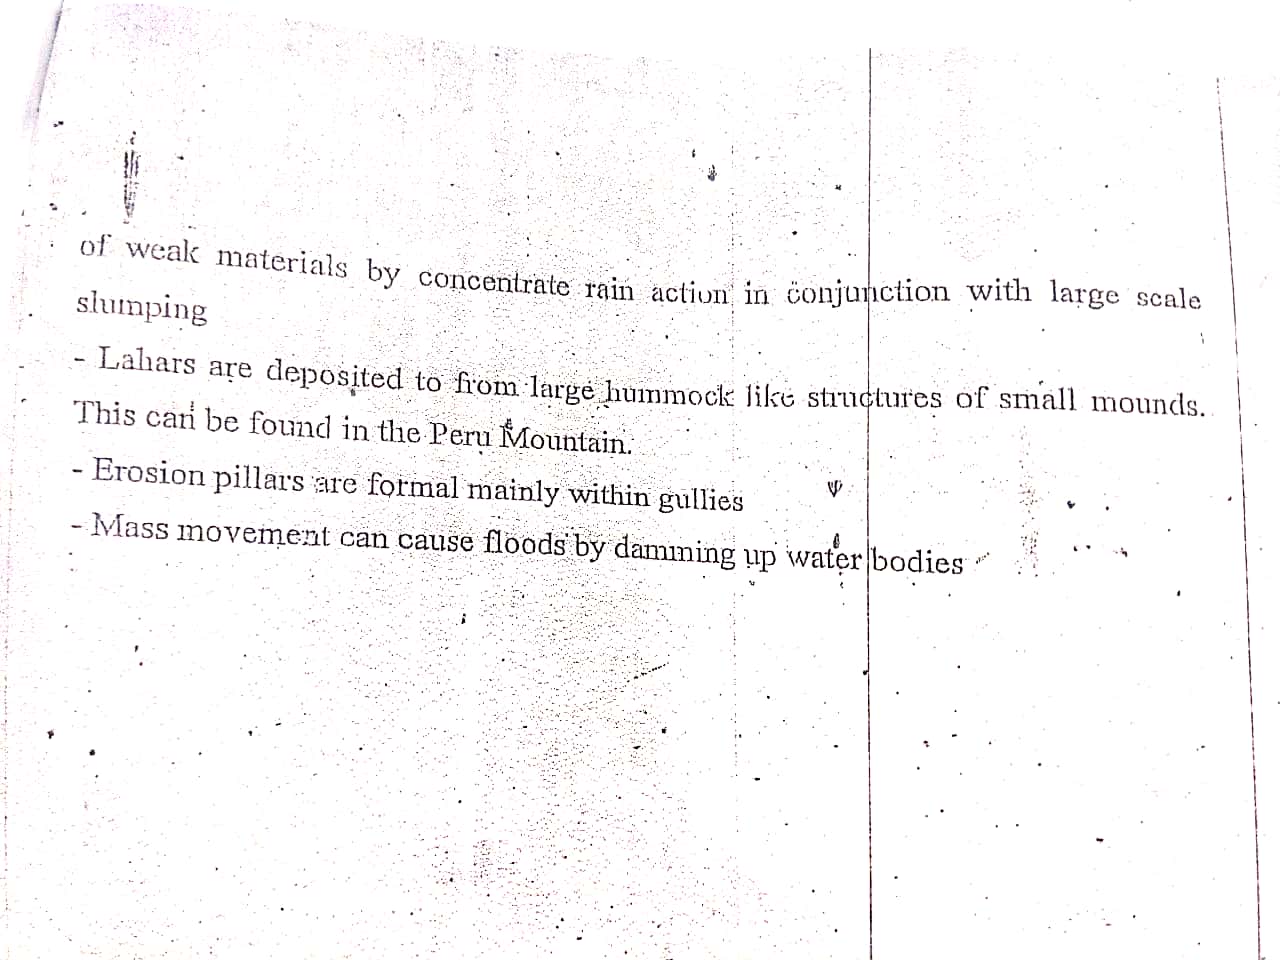 of weak materials by concentrate rain action in conjunction with large scale
slumping
- Lahars are deposited to from large hummock like structures of small mounds.
This can be found in the Peru Mountain.
- Erosion pillars are formal mainly within gullies
- Mass movement can cause floods by damming up water bodies